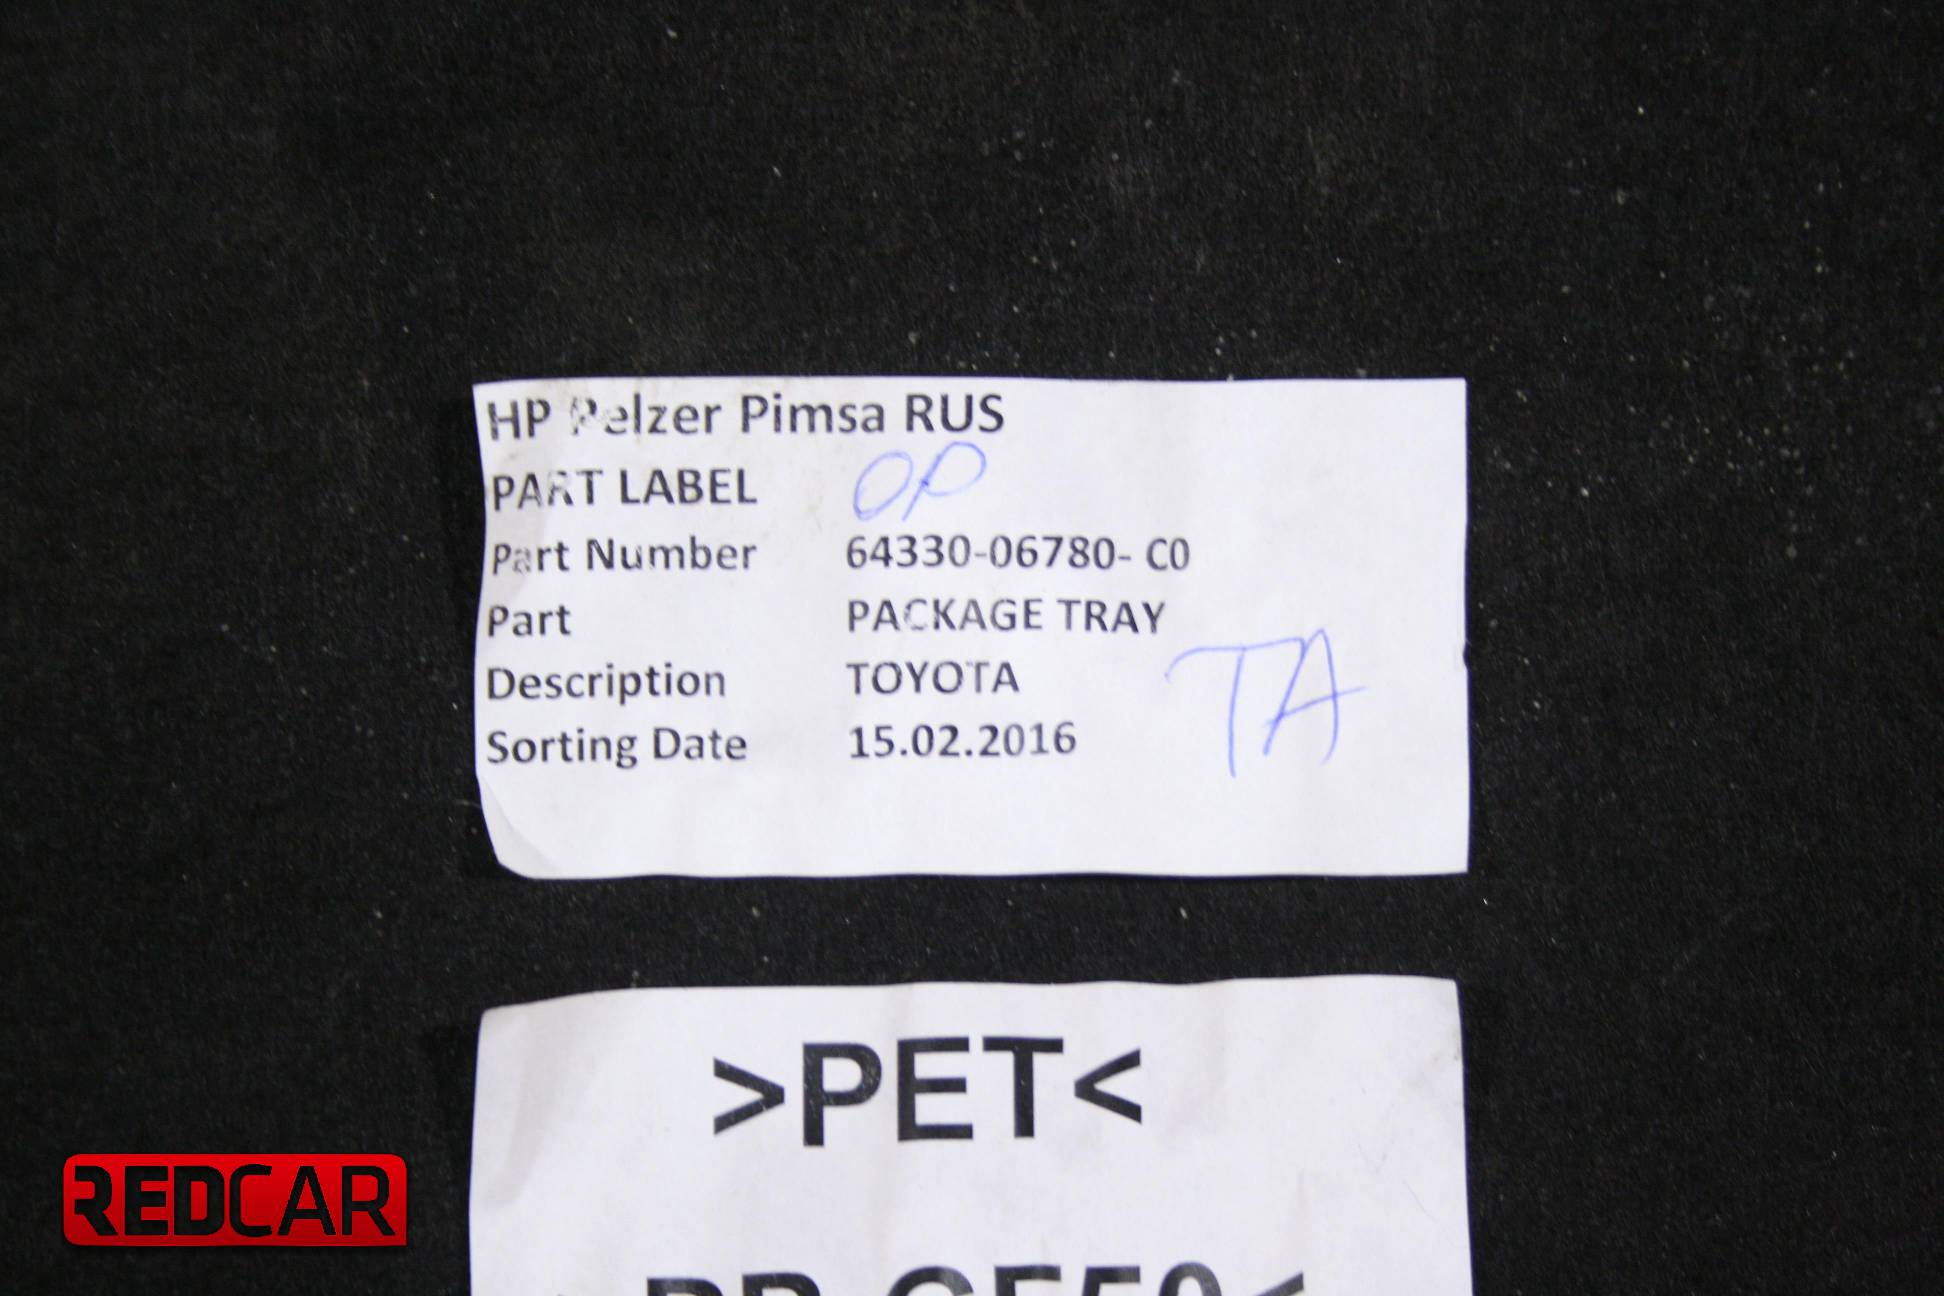 HP Pelzer Pimsa RUS
PART LABEL OP
Part Number 64330-06780- C0
Part PACKAGE TRAY
Description TOYOTA
TA
Sorting Date 15.02.2016
>PET<
REDCAR